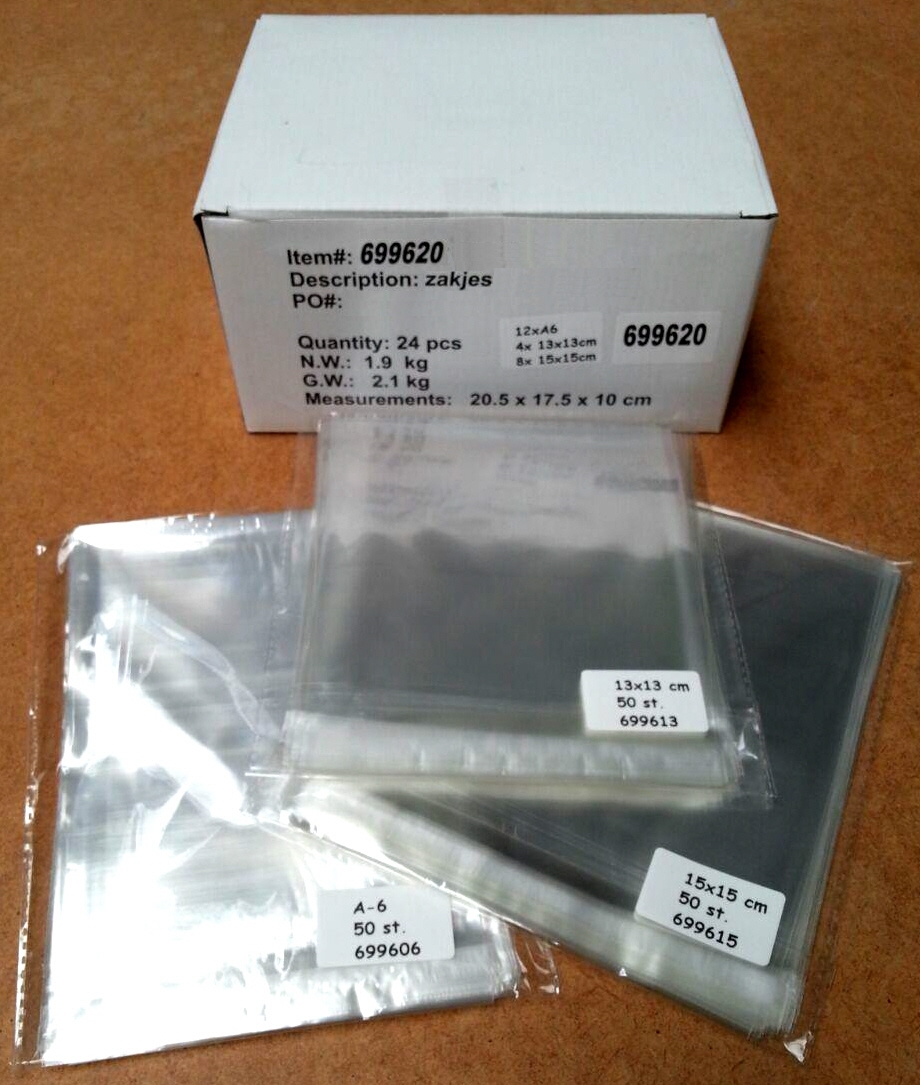 Item#: 699620
Description: zakjes
PO#:
Quantity: 24 pcs
N.W.: 1.9 kg
G.W.: 2.1 kg
Measurements: 20.5 x 17.5 x 10 cm
12xA6
4x 13x13cm
8x 15x15cm
699620
13x13 cm
50 st.
699613
15x15 cm
50 st.
699615
A-6
50 st.
699606